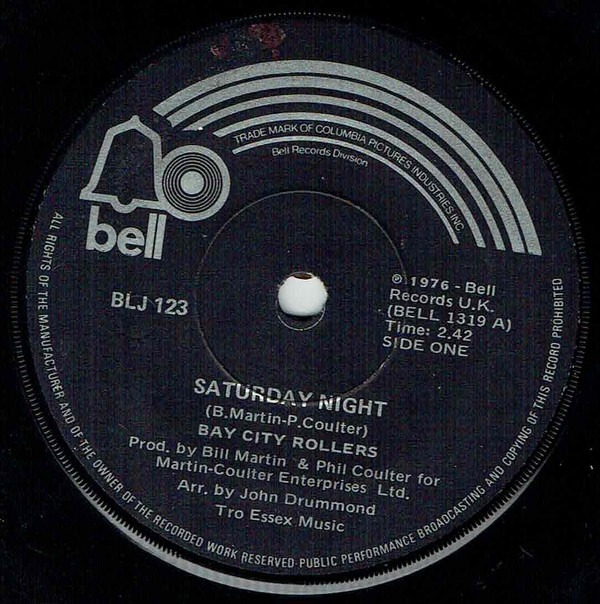 TRADE MARK OF COLUMBIA PICTURES INDUSTRIES INC.
Bell Records Division
bell
BLJ 123
℗ 1976 - Bell
Records U.K.
(BELL 1319 A)
Time: 2.42
SIDE ONE
SATURDAY NIGHT
(B.Martin-P.Coulter)
BAY CITY ROLLERS
Prod. by Bill Martin & Phil Coulter for
Martin-Coulter Enterprises Ltd.
Arr. by John Drummond
Tro Essex Music
ALL RIGHTS OF THE MANUFACTURER AND OF THE OWNER OF THE RECORDED WORK RESERVED·PUBLIC PERFORMANCE BROADCASTING AND COPYING OF THIS RECORD PROHIBITED